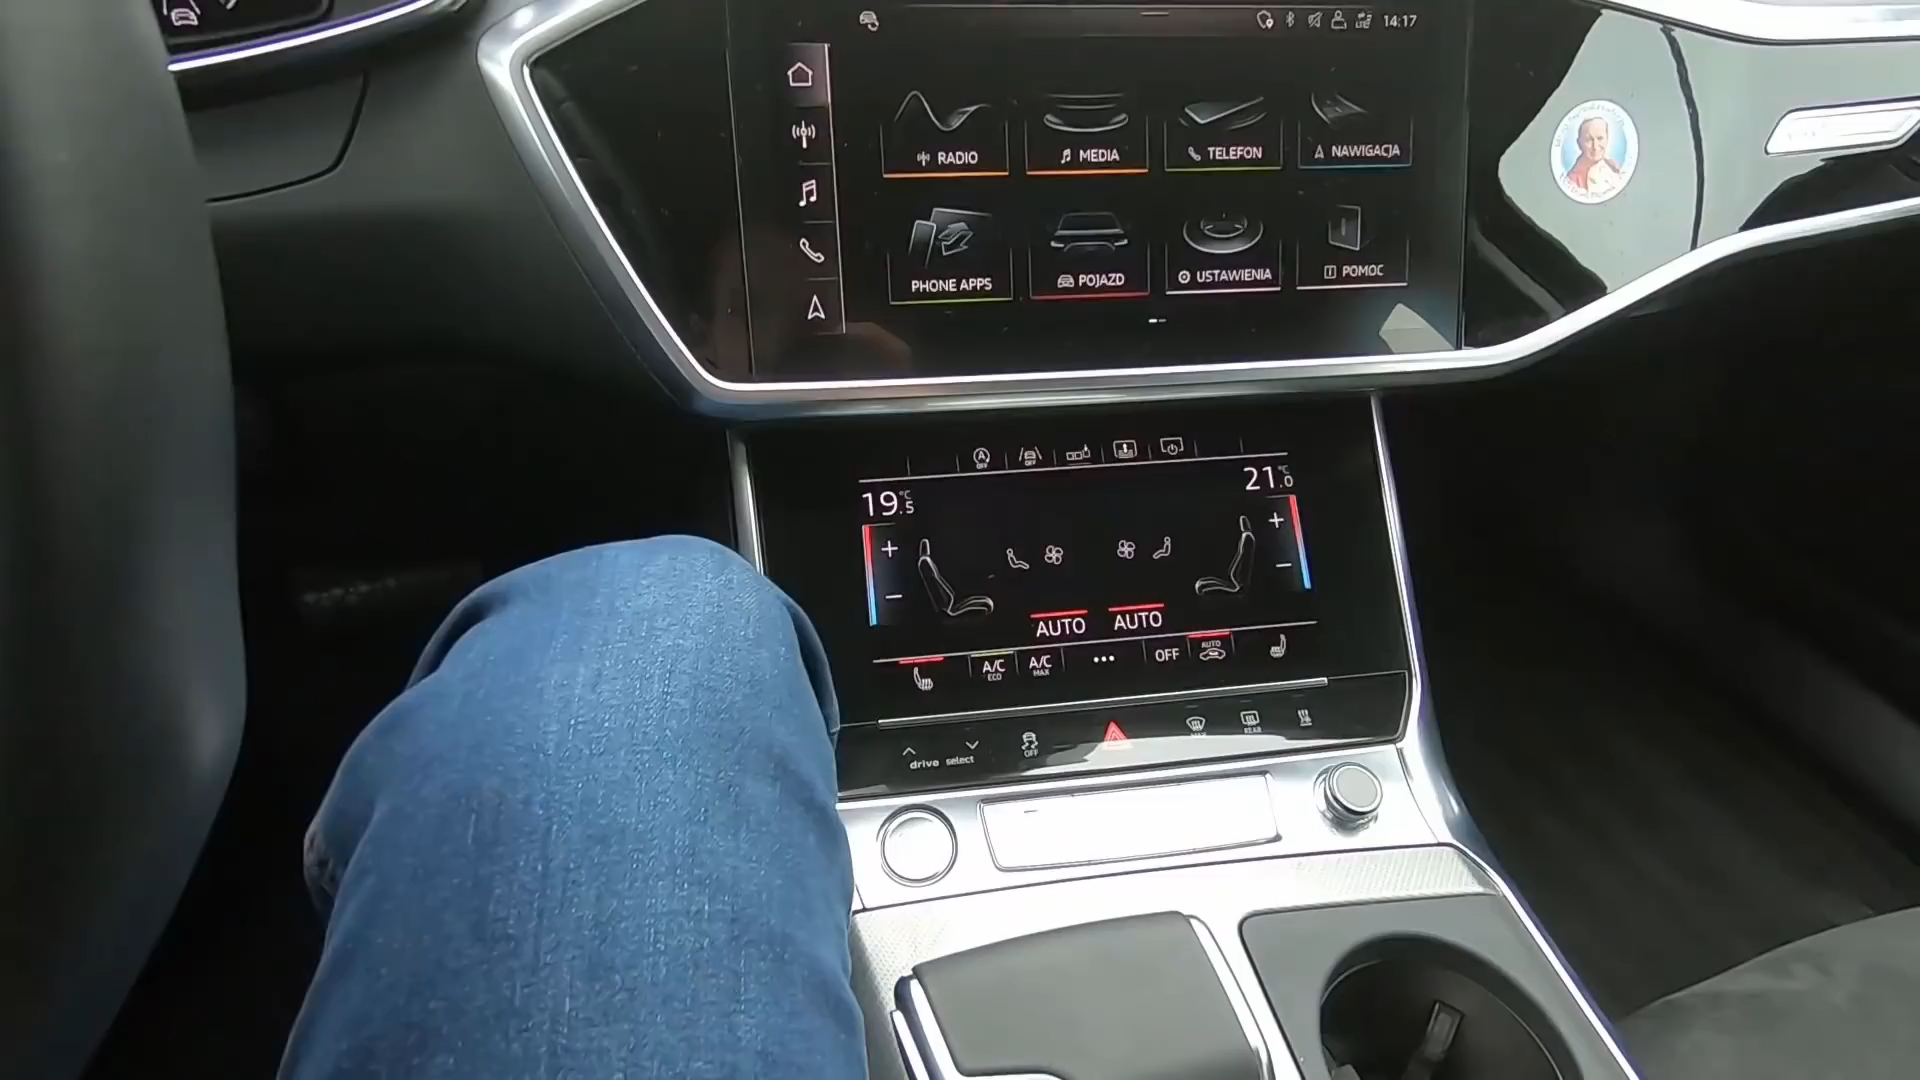 14:17
RADIO
MEDIA
TELEFON
NAWIGACJA
PHONE APPS
POJAZD
USTAWIENIA
POMOC
19.5 °C
21.0 °C
AUTO
AUTO
A/C ECO
A/C MAX
OFF
AUTO
drive select
OFF
MAX
REAR